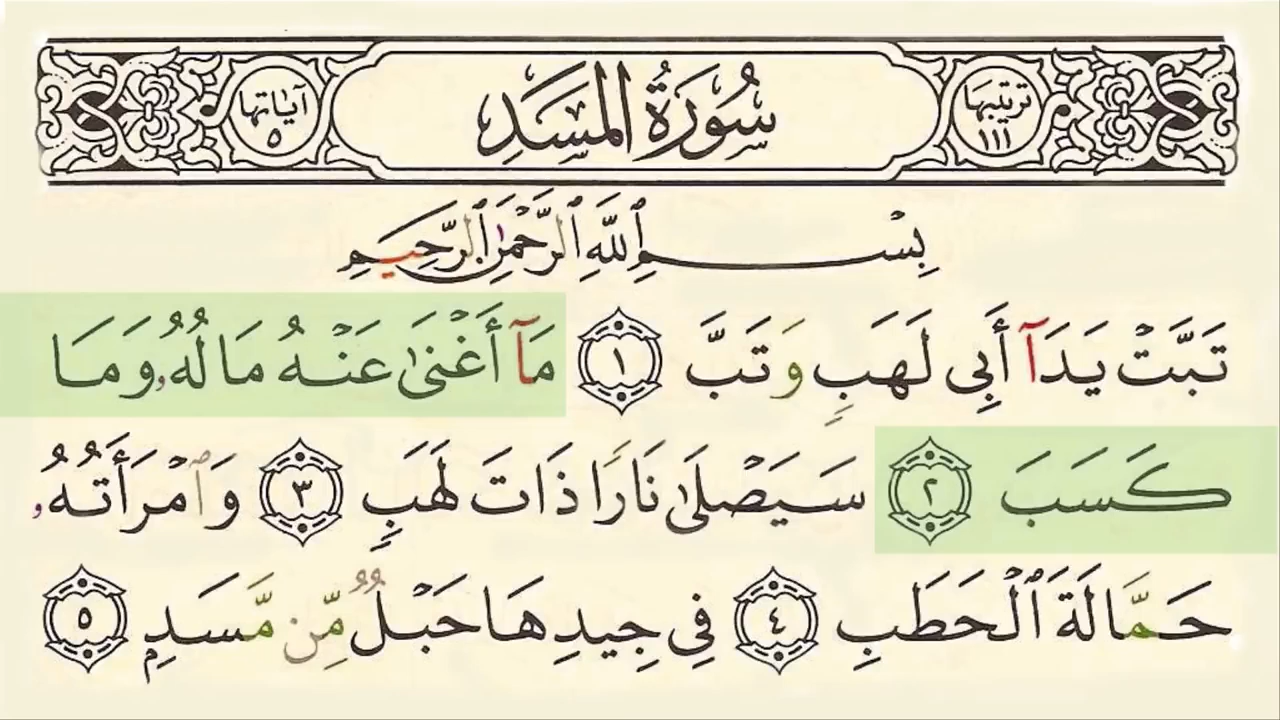 ترتيبها ١١١
سُورَةُ المَسَدِ
آياتها ٥
بِسْمِ ٱللَّهِ ٱلرَّحْمَٰنِ ٱلرَّحِيمِ
تَبَّتْ يَدَآ أَبِى لَهَبٍ وَتَبَّ ١ مَآ أَغْنَىٰ عَنْهُ مَالُهُۥ وَمَا
كَسَبَ ٢ سَيَصْلَىٰ نَارًا ذَاتَ لَهَبٍ ٣ وَٱمْرَأَتُهُۥ
حَمَّالَةَ ٱلْحَطَبِ ٤ فِى جِيدِهَا حَبْلٌ مِّن مَّسَدٍۭ ٥